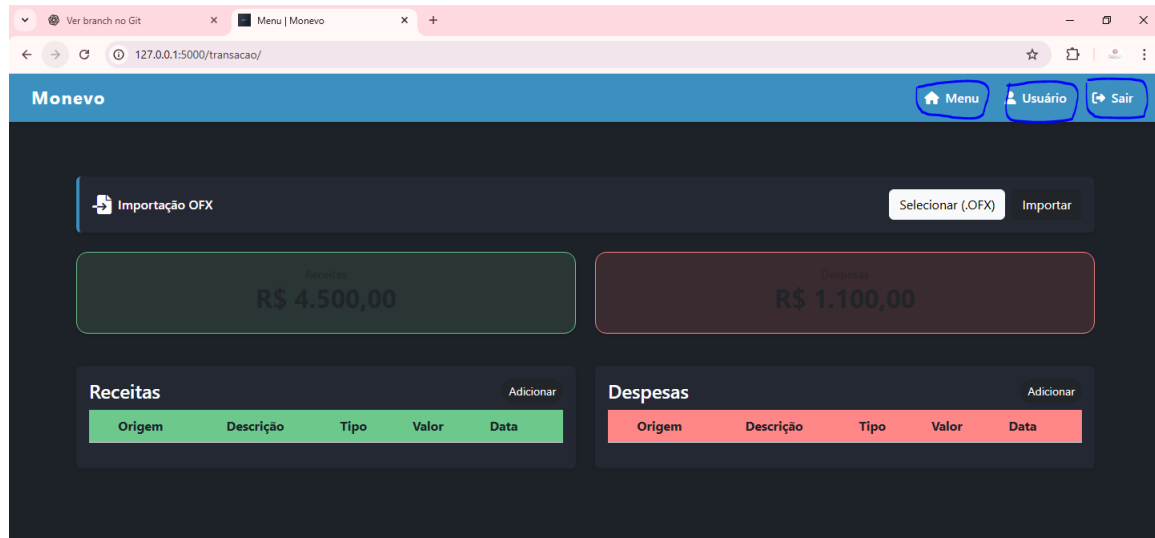 Ver branch no Git
Menu | Monevo
127.0.0.1:5000/transacao/
Monevo
Menu
Usuário
Sair
Importação OFX
Selecionar (.OFX)
Importar
Receitas
R$ 4.500,00
Despesas
R$ 1.100,00
Receitas
Adicionar
Origem Descrição Tipo Valor Data
Despesas
Adicionar
Origem Descrição Tipo Valor Data